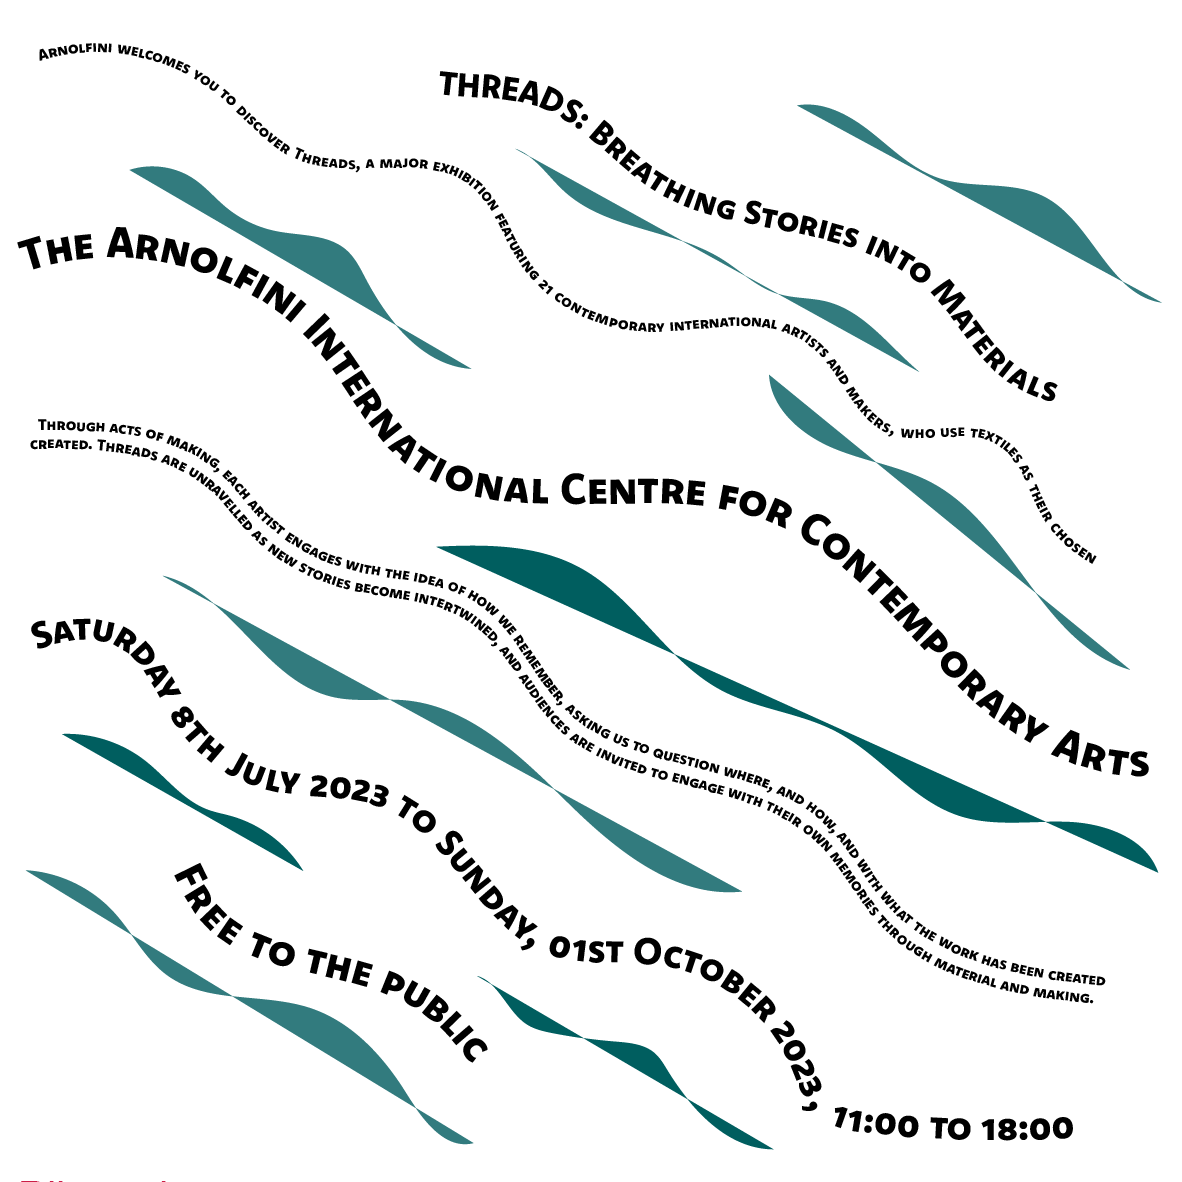 Arnolfini welcomes you to discover Threads, a major exhibition featuring 21 contemporary international artists and makers, who use textiles as their chosen
THREADS: Breathing Stories into Materials
The Arnolfini International Centre for Contemporary Arts
Through acts of making, each artist engages with the idea of how we remember, asking us to question where, and how, and with what the work has been created
created. Threads are unravelled as new stories become intertwined, and audiences are invited to engage with their own memories through material and making.
Saturday 8th July 2023 to Sunday, 01st October 2023, 11:00 to 18:00
Free to the public